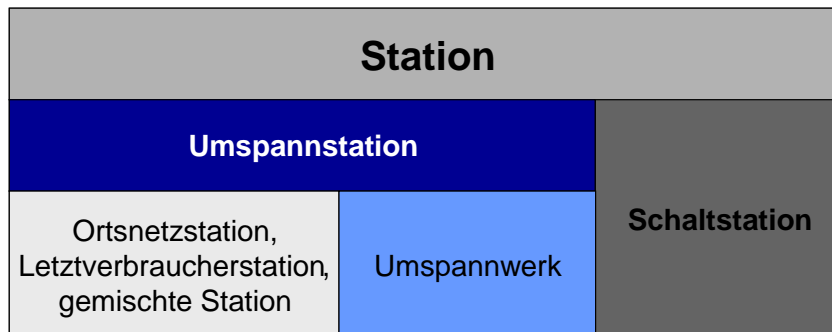 Station
Umspannstation
Schaltstation
Ortsnetzstation,
Letztverbraucherstation,
gemischte Station
Umspannwerk